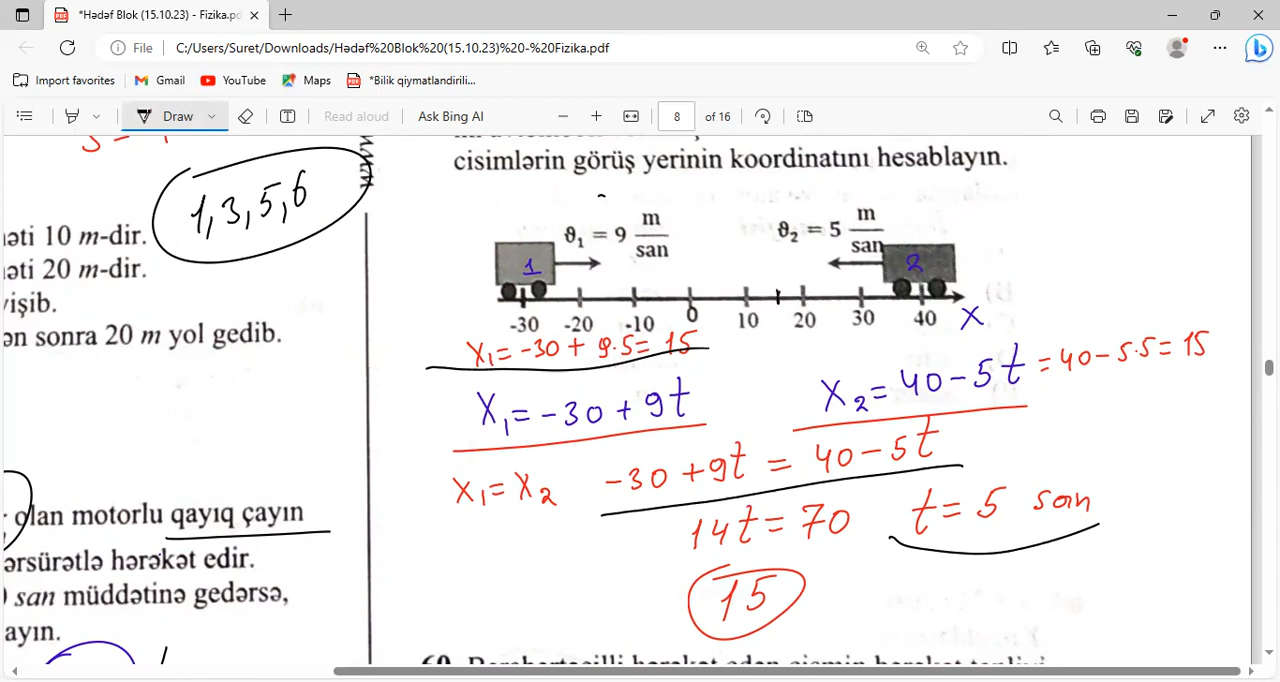 *Hədəf Blok (15.10.23) - Fizika.pd
File C:/Users/Suret/Downloads/Hədəf%20Blok%20(15.10.23)%20-%20Fizika.pdf
Import favorites Gmail YouTube Maps *Bilik qiymatlandirili...
Draw Read aloud Ask Bing AI 8 of 16
cisimlərin görüş yerinin koordinatını hesablayın.
1,3,5,6
əti 10 m-dir.
əti 20 m-dir.
yişib.
ən sonra 20 m yol gedib.
olan motorlu qayıq çayın
ərsürətlə hərəkət edir.
san müddətinə gedərsə,
ayın.
www
ϑ₁ = 9 m/san
ϑ₂ = 5 m/san
1 2
-30 -20 -10 0 10 20 30 40 X
X₁ = -30 + 9·5 = 15
X₁ = -30 + 9t
X₂ = 40 - 5t = 40 - 5·5 = 15
X₁ = X₂ -30 + 9t = 40 - 5t
14t = 70 t = 5 san
15